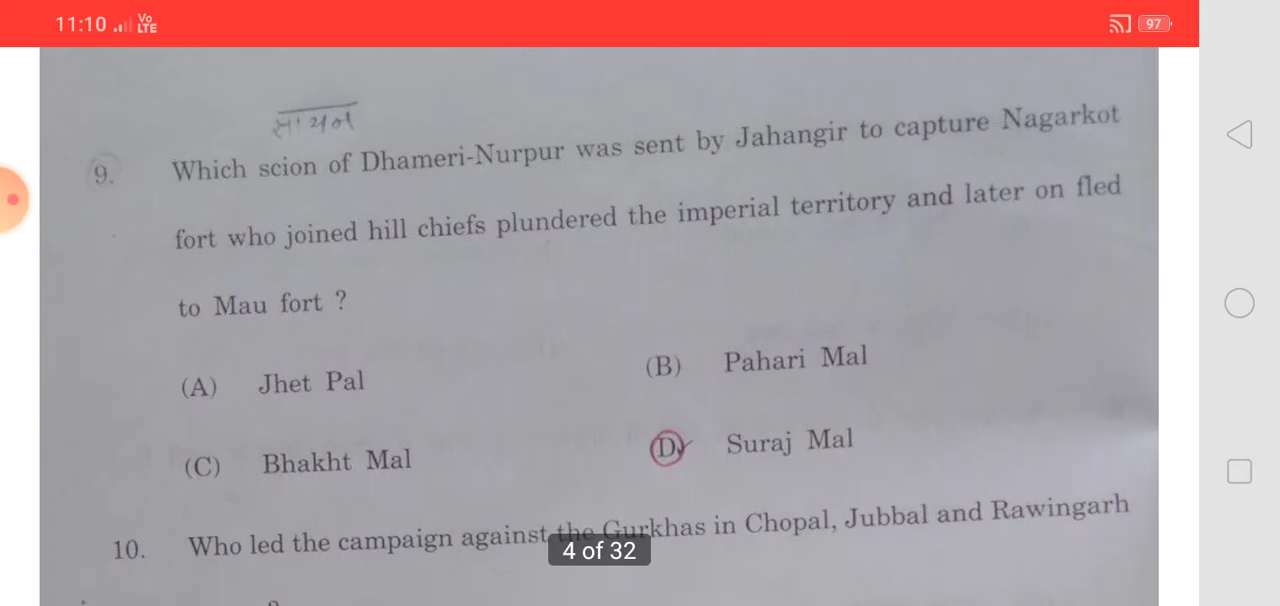 11:10 Vo LTE 97
9. Which scion of Dhameri-Nurpur was sent by Jahangir to capture Nagarkot
fort who joined hill chiefs plundered the imperial territory and later on fled
to Mau fort ?
(A) Jhet Pal (B) Pahari Mal
(C) Bhakht Mal (D) Suraj Mal
10. Who led the campaign against the Gurkhas in Chopal, Jubbal and Rawingarh
4 of 32